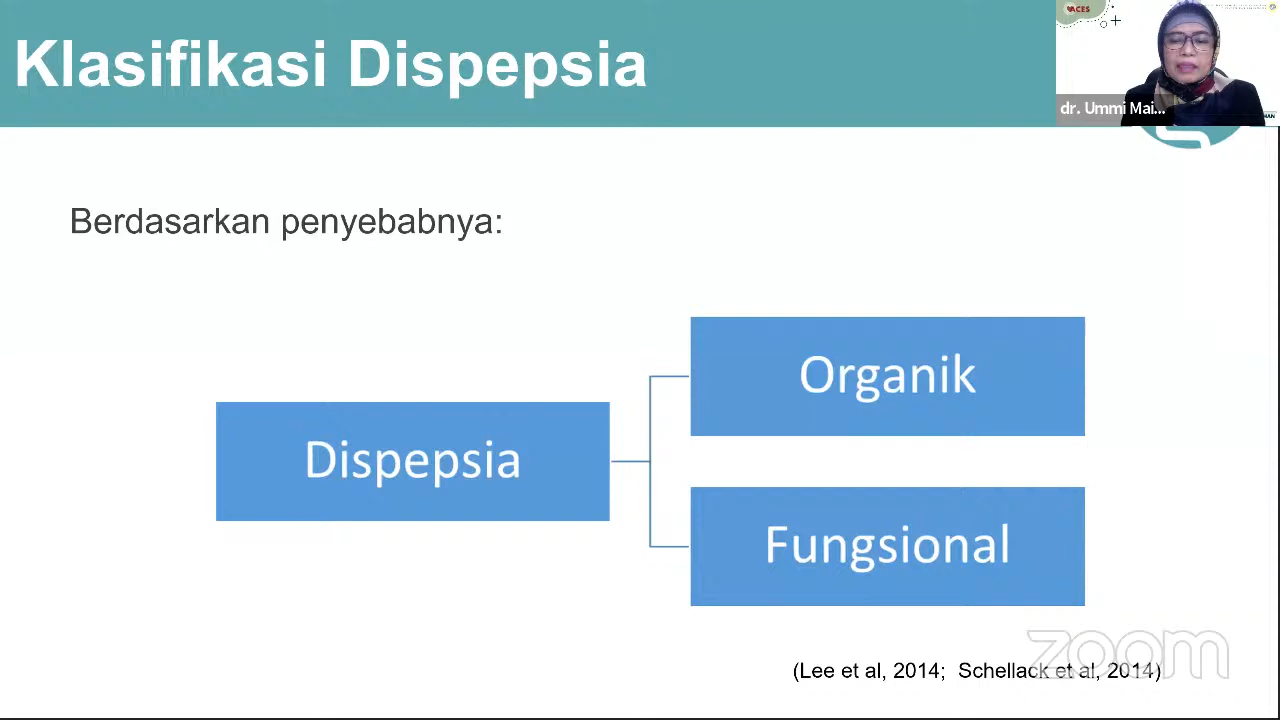 Klasifikasi Dispepsia
ACES
dr. Ummi Mai...
Berdasarkan penyebabnya:
Organik
Dispepsia
Fungsional
zoom
(Lee et al, 2014; Schellack et al, 2014)